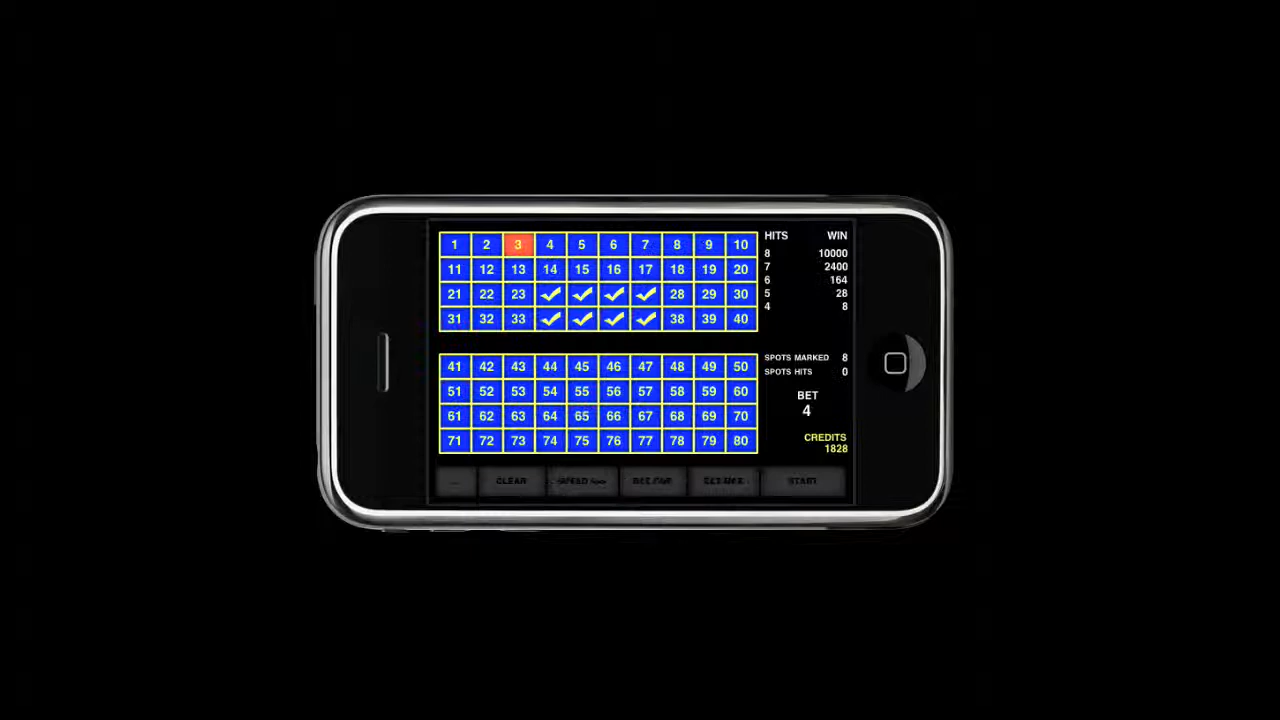 1 2 3 4 5 6 7 8 9 10
11 12 13 14 15 16 17 18 19 20
21 22 23 28 29 30
31 32 33 38 39 40
41 42 43 44 45 46 47 48 49 50
51 52 53 54 55 56 57 58 59 60
61 62 63 64 65 66 67 68 69 70
71 72 73 74 75 76 77 78 79 80
HITS WIN
8 10000
7 2400
6 164
5 28
4 8
SPOTS MARKED 8
SPOTS HITS 0
BET
4
CREDITS
1828
CLEAR START